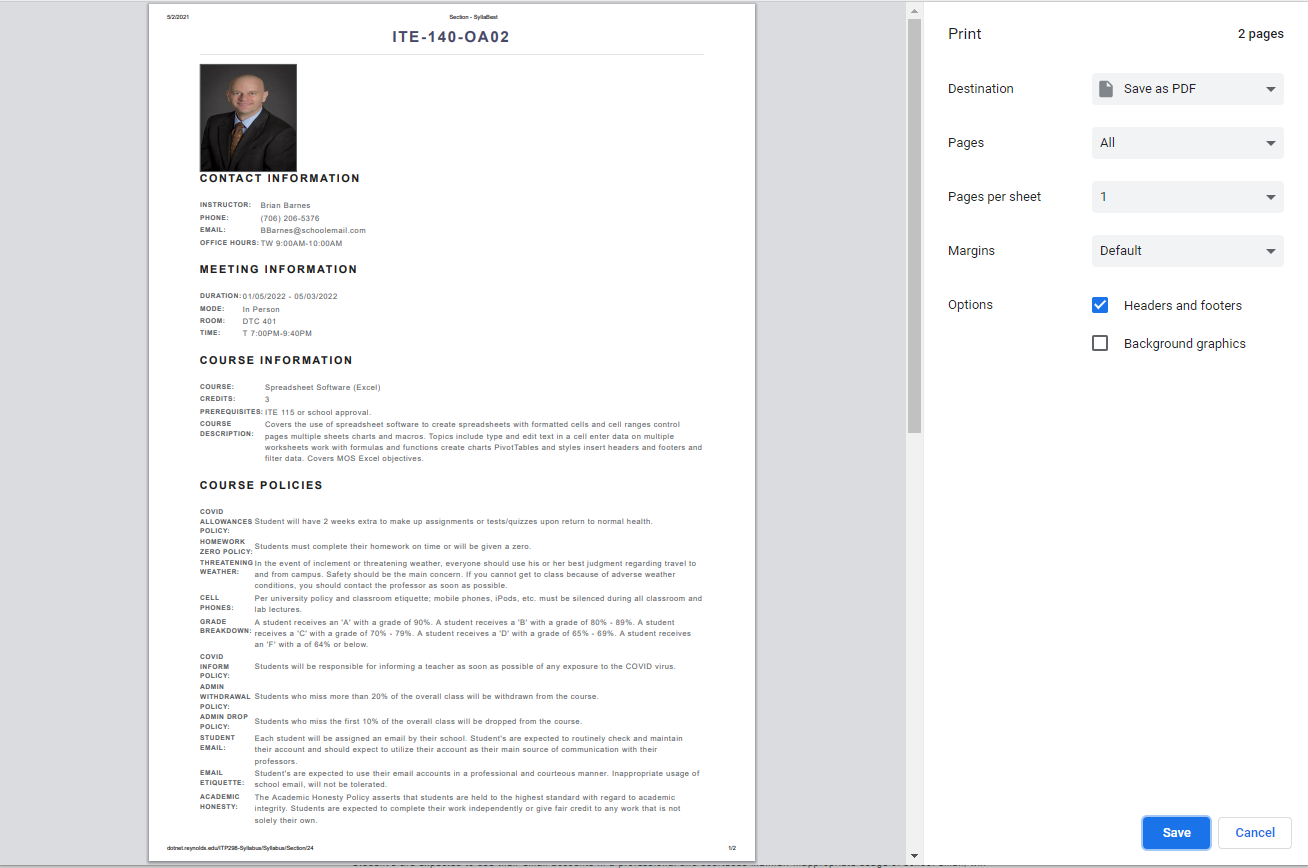 5/2/2021 Section - SyllaBest
ITE-140-OA02
CONTACT INFORMATION
INSTRUCTOR: Brian Barnes
PHONE: (706) 206-5376
EMAIL: BBarnes@schoolemail.com
OFFICE HOURS: TW 9:00AM-10:00AM
MEETING INFORMATION
DURATION: 01/05/2022 - 05/03/2022
MODE: In Person
ROOM: DTC 401
TIME: T 7:00PM-9:40PM
COURSE INFORMATION
COURSE: Spreadsheet Software (Excel)
CREDITS: 3
PREREQUISITES: ITE 115 or school approval.
COURSE
DESCRIPTION:
Covers the use of spreadsheet software to create spreadsheets with formatted cells and cell ranges control
pages multiple sheets charts and macros. Topics include type and edit text in a cell enter data on multiple
worksheets work with formulas and functions create charts PivotTables and styles insert headers and footers and
filter data. Covers MOS Excel objectives.
COURSE POLICIES
COVID
ALLOWANCES
POLICY:
Student will have 2 weeks extra to make up assignments or tests/quizzes upon return to normal health.
HOMEWORK
ZERO POLICY:
Students must complete their homework on time or will be given a zero.
THREATENING
WEATHER:
In the event of inclement or threatening weather, everyone should use his or her best judgment regarding travel to
and from campus. Safety should be the main concern. If you cannot get to class because of adverse weather
conditions, you should contact the professor as soon as possible.
CELL
PHONES:
Per university policy and classroom etiquette; mobile phones, iPods, etc. must be silenced during all classroom and
lab lectures.
GRADE
BREAKDOWN:
A student receives an 'A' with a grade of 90%. A student receives a 'B' with a grade of 80% - 89%. A student
receives a 'C' with a grade of 70% - 79%. A student receives a 'D' with a grade of 65% - 69%. A student receives
an 'F' with a of 64% or below.
COVID
INFORM
POLICY:
Students will be responsible for informing a teacher as soon as possible of any exposure to the COVID virus.
ADMIN
WITHDRAWAL
POLICY:
Students who miss more than 20% of the overall class will be withdrawn from the course.
ADMIN DROP
POLICY:
Students who miss the first 10% of the overall class will be dropped from the course.
STUDENT
EMAIL:
Each student will be assigned an email by their school. Student's are expected to routinely check and maintain
their account and should expect to utilize their account as their main source of communication with their
professors.
EMAIL
ETIQUETTE:
Student's are expected to use their email accounts in a professional and courteous manner. Inappropriate usage of
school email, will not be tolerated.
ACADEMIC
HONESTY:
The Academic Honesty Policy asserts that students are held to the highest standard with regard to academic
integrity. Students are expected to complete their work independently or give fair credit to any work that is not
solely their own.
dotnet.reynolds.edu/ITP298-Syllabus/Syllabus/Section/24 1/2
Print 2 pages
Destination Save as PDF
Pages All
Pages per sheet 1
Margins Default
Options Headers and footers
Background graphics
Save Cancel